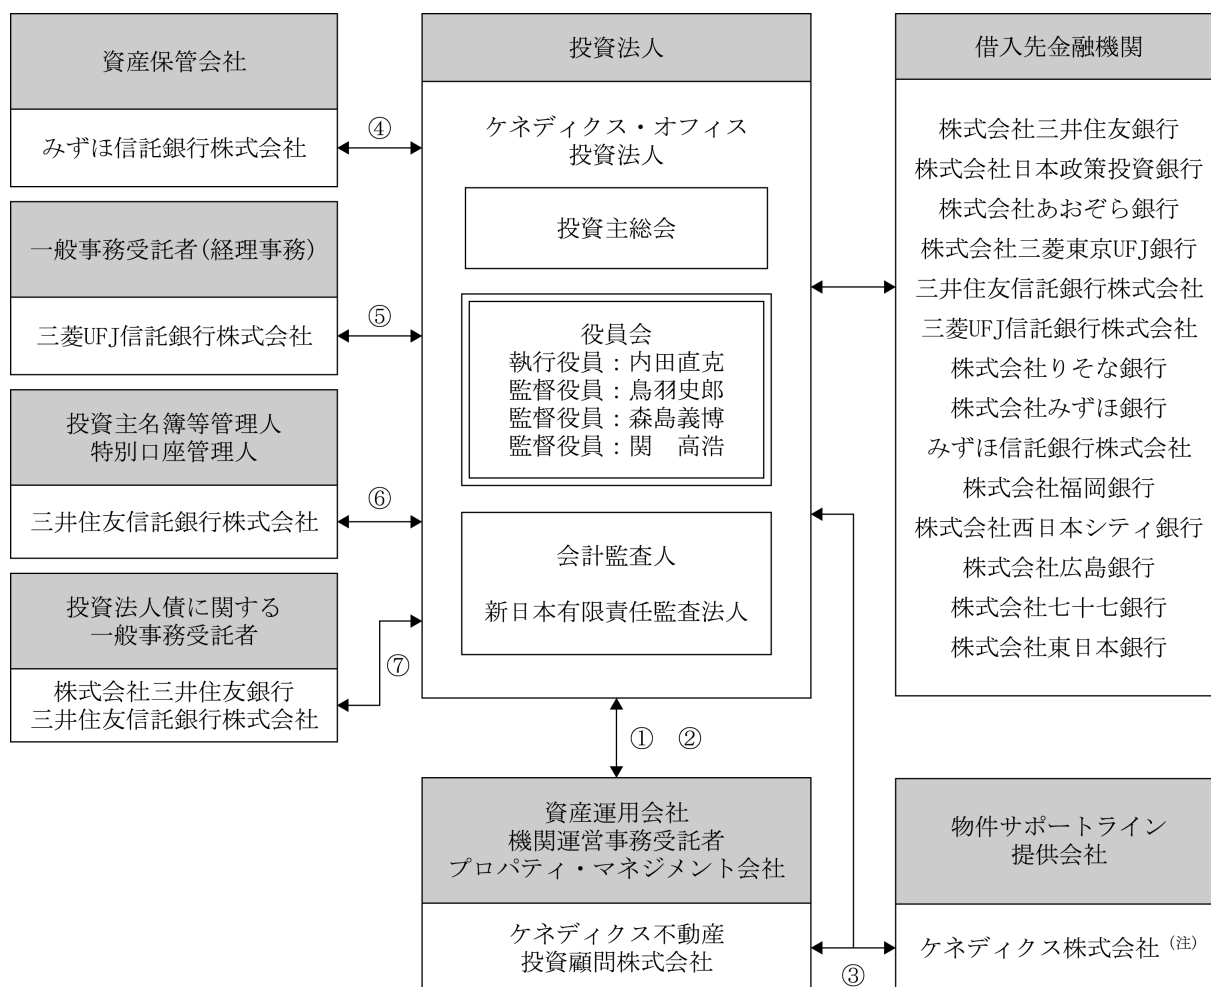 資産保管会社
みずほ信託銀行株式会社
④
一般事務受託者(経理事務)
三菱UFJ信託銀行株式会社
⑤
投資主名簿等管理人
特別口座管理人
三井住友信託銀行株式会社
⑥
投資法人債に関する
一般事務受託者
株式会社三井住友銀行
三井住友信託銀行株式会社
⑦
投資法人
ケネディクス・オフィス
投資法人
投資主総会
役員会
執行役員：内田直克
監督役員：鳥羽史郎
監督役員：森島義博
監督役員：関　高浩
会計監査人
新日本有限責任監査法人
①　②
資産運用会社
機関運営事務受託者
プロパティ・マネジメント会社
ケネディクス不動産
投資顧問株式会社
③
借入先金融機関
株式会社三井住友銀行
株式会社日本政策投資銀行
株式会社あおぞら銀行
株式会社三菱東京UFJ銀行
三井住友信託銀行株式会社
三菱UFJ信託銀行株式会社
株式会社りそな銀行
株式会社みずほ銀行
みずほ信託銀行株式会社
株式会社福岡銀行
株式会社西日本シティ銀行
株式会社広島銀行
株式会社七十七銀行
株式会社東日本銀行
物件サポートライン
提供会社
ケネディクス株式会社(注)